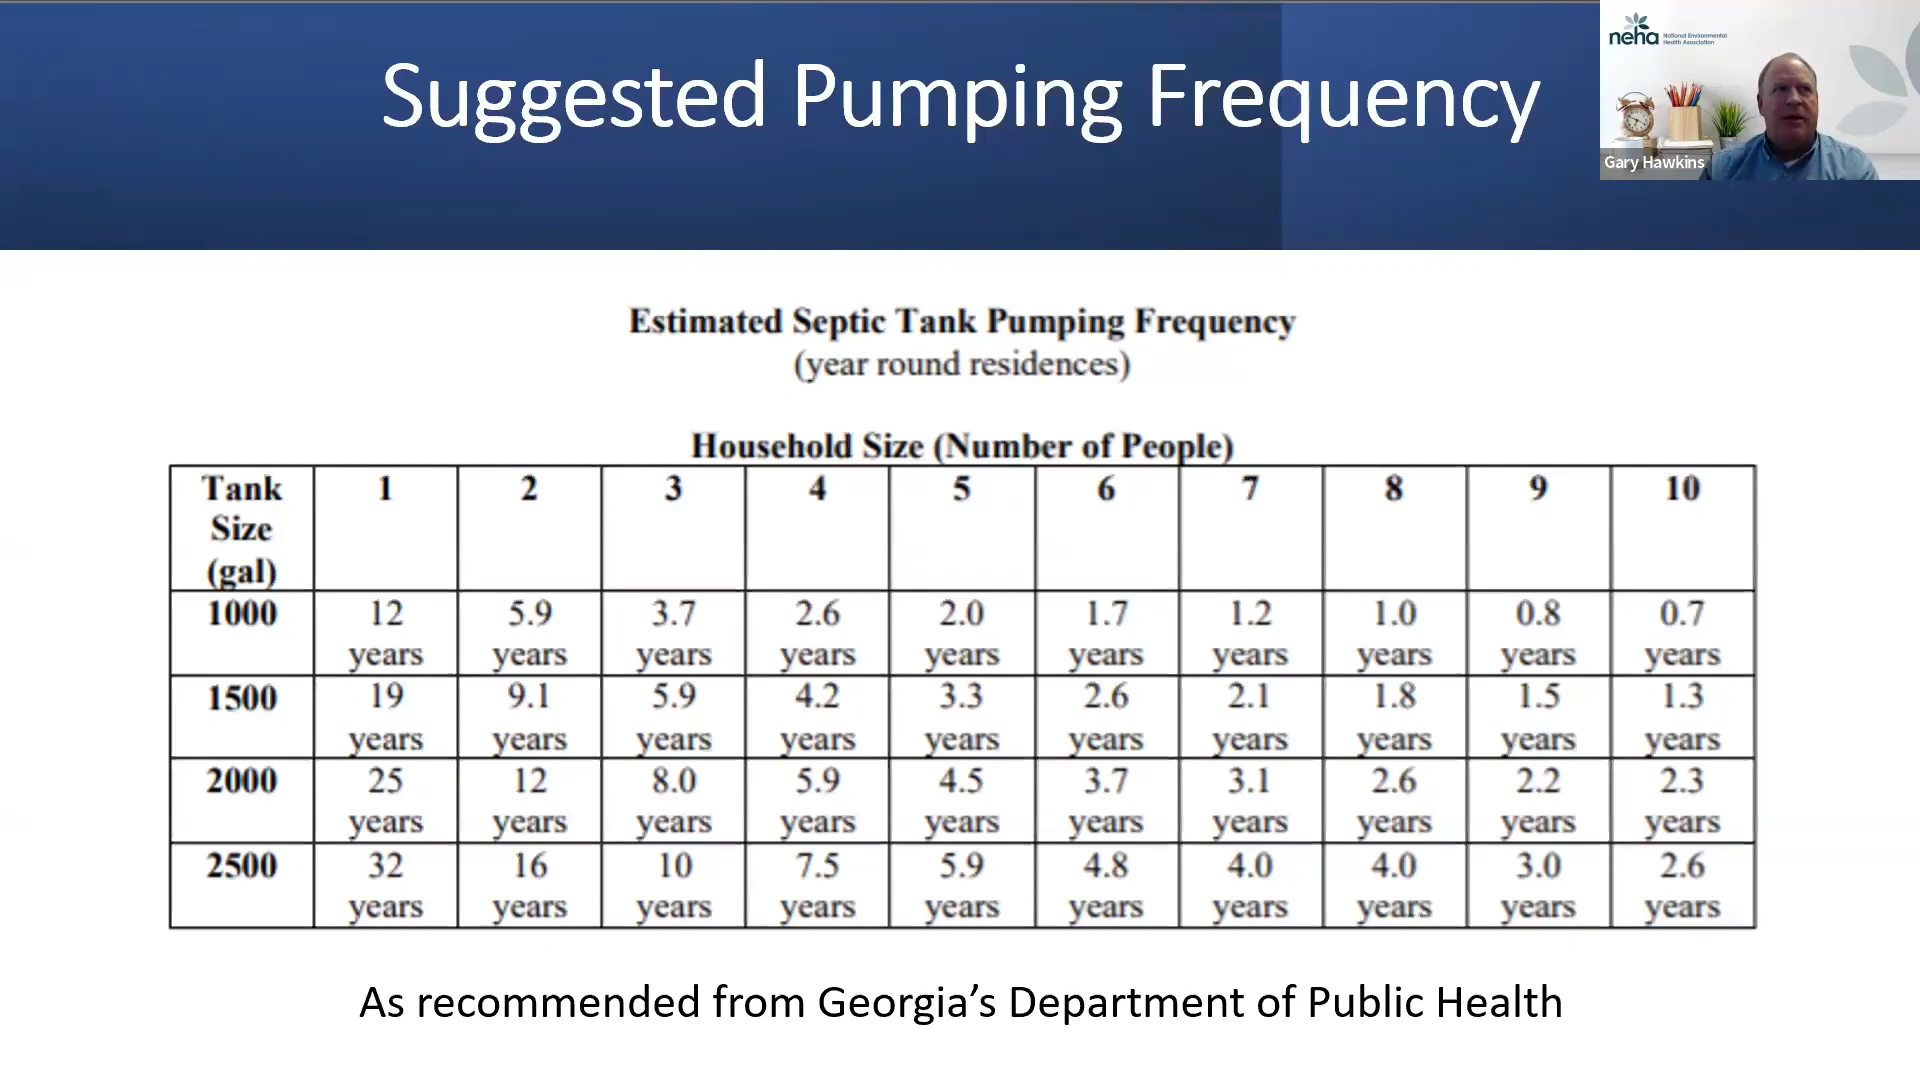 Suggested Pumping Frequency
neha National Environmental
Health Association
Gary Hawkins
Estimated Septic Tank Pumping Frequency
(year round residences)
Household Size (Number of People)
Tank 1 2 3 4 5 6 7 8 9 10
Size
(gal)
1000 12 5.9 3.7 2.6 2.0 1.7 1.2 1.0 0.8 0.7
years years years years years years years years years years
1500 19 9.1 5.9 4.2 3.3 2.6 2.1 1.8 1.5 1.3
years years years years years years years years years years
2000 25 12 8.0 5.9 4.5 3.7 3.1 2.6 2.2 2.3
years years years years years years years years years years
2500 32 16 10 7.5 5.9 4.8 4.0 4.0 3.0 2.6
years years years years years years years years years years
As recommended from Georgia’s Department of Public Health